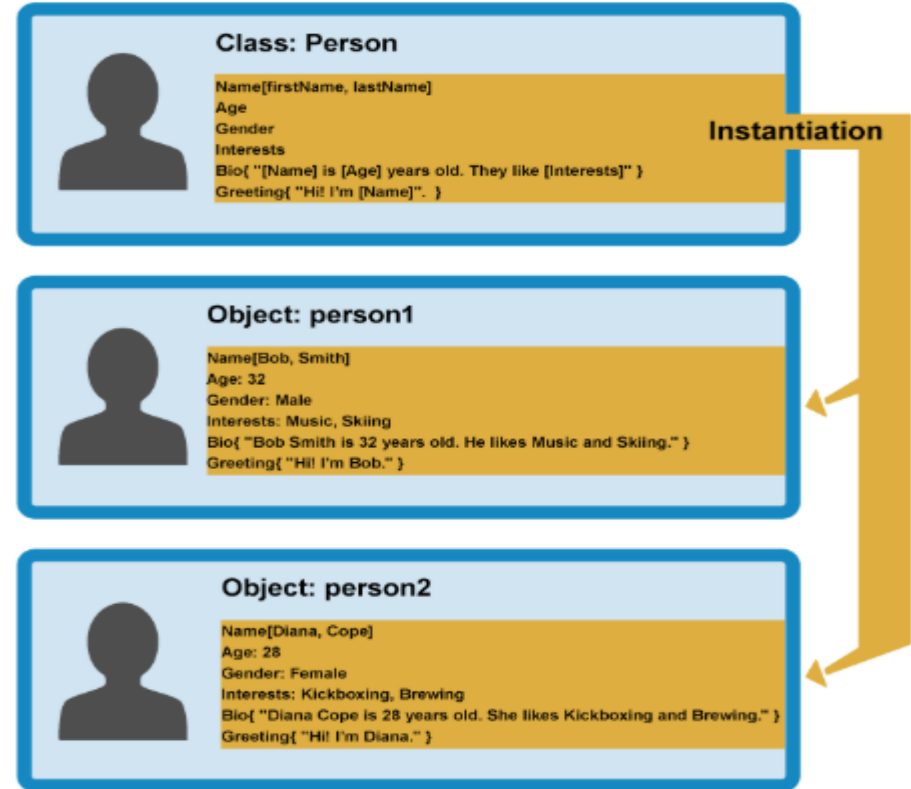 Class: Person
Name[firstName, lastName]
Age
Gender
Interests
Bio{ "[Name] is [Age] years old. They like [Interests]" }
Greeting{ "Hi! I'm [Name]".  }
Instantiation
Object: person1
Name[Bob, Smith]
Age: 32
Gender: Male
Interests: Music, Skiing
Bio{ "Bob Smith is 32 years old. He likes Music and Skiing." }
Greeting{ "Hi! I'm Bob." }
Object: person2
Name[Diana, Cope]
Age: 28
Gender: Female
Interests: Kickboxing, Brewing
Bio{ "Diana Cope is 28 years old. She likes Kickboxing and Brewing." }
Greeting{ "Hi! I'm Diana." }